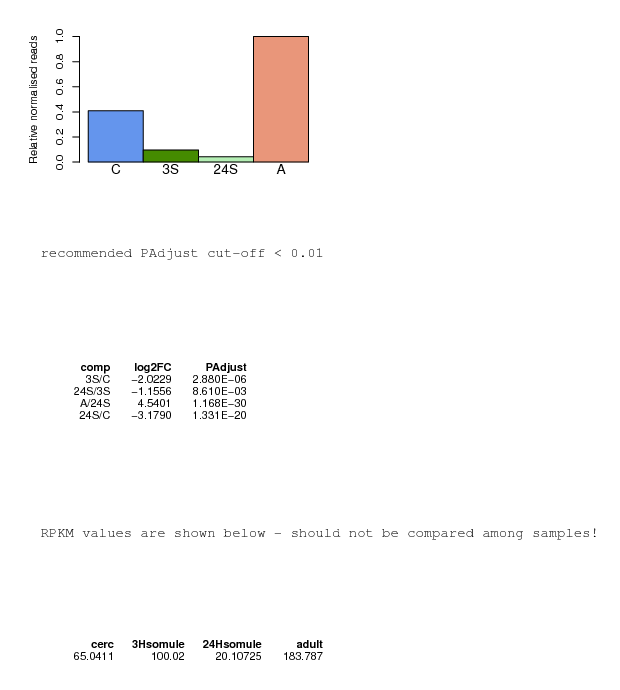 Relative normalised reads
1.0
0.8
0.6
0.4
0.2
0.0
C 3S 24S A
recommended PAdjust cut-off < 0.01
comp log2FC PAdjust
3S/C −2.0229 2.880E−06
24S/3S −1.1556 8.610E−03
A/24S 4.5401 1.168E−30
24S/C −3.1790 1.331E−20
RPKM values are shown below - should not be compared among samples!
cerc 3Hsomule 24Hsomule adult
65.0411 100.02 20.10725 183.787